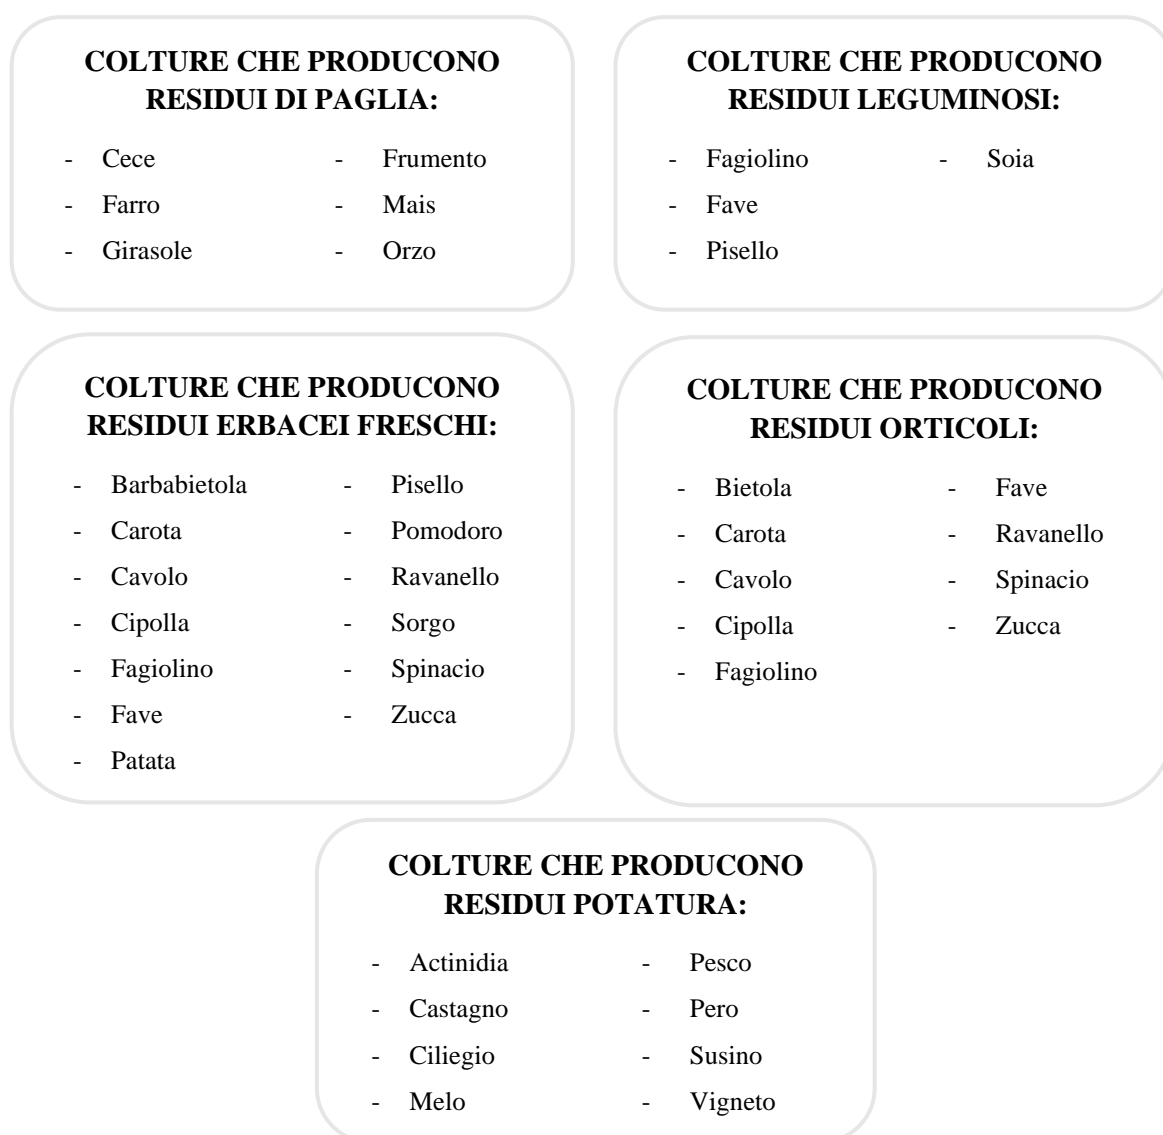 COLTURE CHE PRODUCONO
RESIDUI DI PAGLIA:
- Cece
- Farro
- Girasole
- Frumento
- Mais
- Orzo
COLTURE CHE PRODUCONO
RESIDUI LEGUMINOSI:
- Fagiolino
- Fave
- Pisello
- Soia
COLTURE CHE PRODUCONO
RESIDUI ERBACEI FRESCHI:
- Barbabietola
- Carota
- Cavolo
- Cipolla
- Fagiolino
- Fave
- Patata
- Pisello
- Pomodoro
- Ravanello
- Sorgo
- Spinacio
- Zucca
COLTURE CHE PRODUCONO
RESIDUI ORTICOLI:
- Bietola
- Carota
- Cavolo
- Cipolla
- Fagiolino
- Fave
- Ravanello
- Spinacio
- Zucca
COLTURE CHE PRODUCONO
RESIDUI POTATURA:
- Actinidia
- Castagno
- Ciliegio
- Melo
- Pesco
- Pero
- Susino
- Vigneto